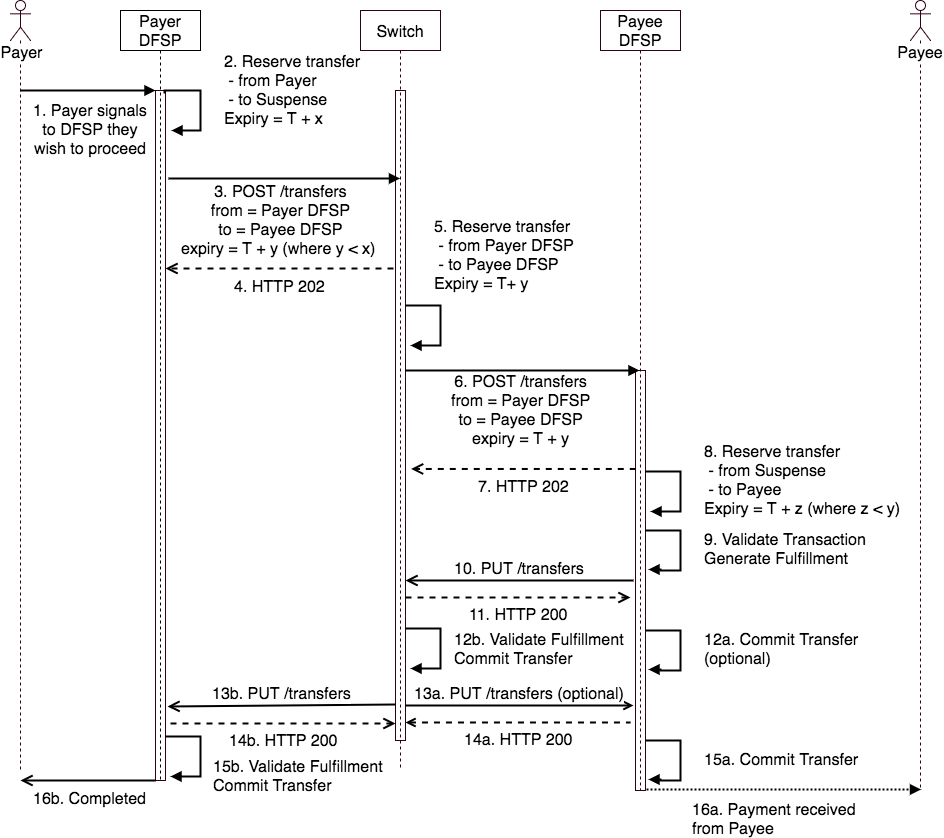 Payer
Payer
DFSP
Switch
Payee
DFSP
Payee
1. Payer signals
to DFSP they
wish to proceed
2. Reserve transfer
- from Payer
- to Suspense
Expiry = T + x
3. POST /transfers
from = Payer DFSP
to = Payee DFSP
expiry = T + y (where y < x)
4. HTTP 202
5. Reserve transfer
- from Payer DFSP
- to Payee DFSP
Expiry = T+ y
6. POST /transfers
from = Payer DFSP
to = Payee DFSP
expiry = T + y
7. HTTP 202
8. Reserve transfer
- from Suspense
- to Payee
Expiry = T + z (where z < y)
9. Validate Transaction
Generate Fulfillment
10. PUT /transfers
11. HTTP 200
12b. Validate Fulfillment
Commit Transfer
12a. Commit Transfer
(optional)
13b. PUT /transfers
13a. PUT /transfers (optional)
14b. HTTP 200
14a. HTTP 200
15b. Validate Fulfillment
Commit Transfer
15a. Commit Transfer
16b. Completed
16a. Payment received
from Payee